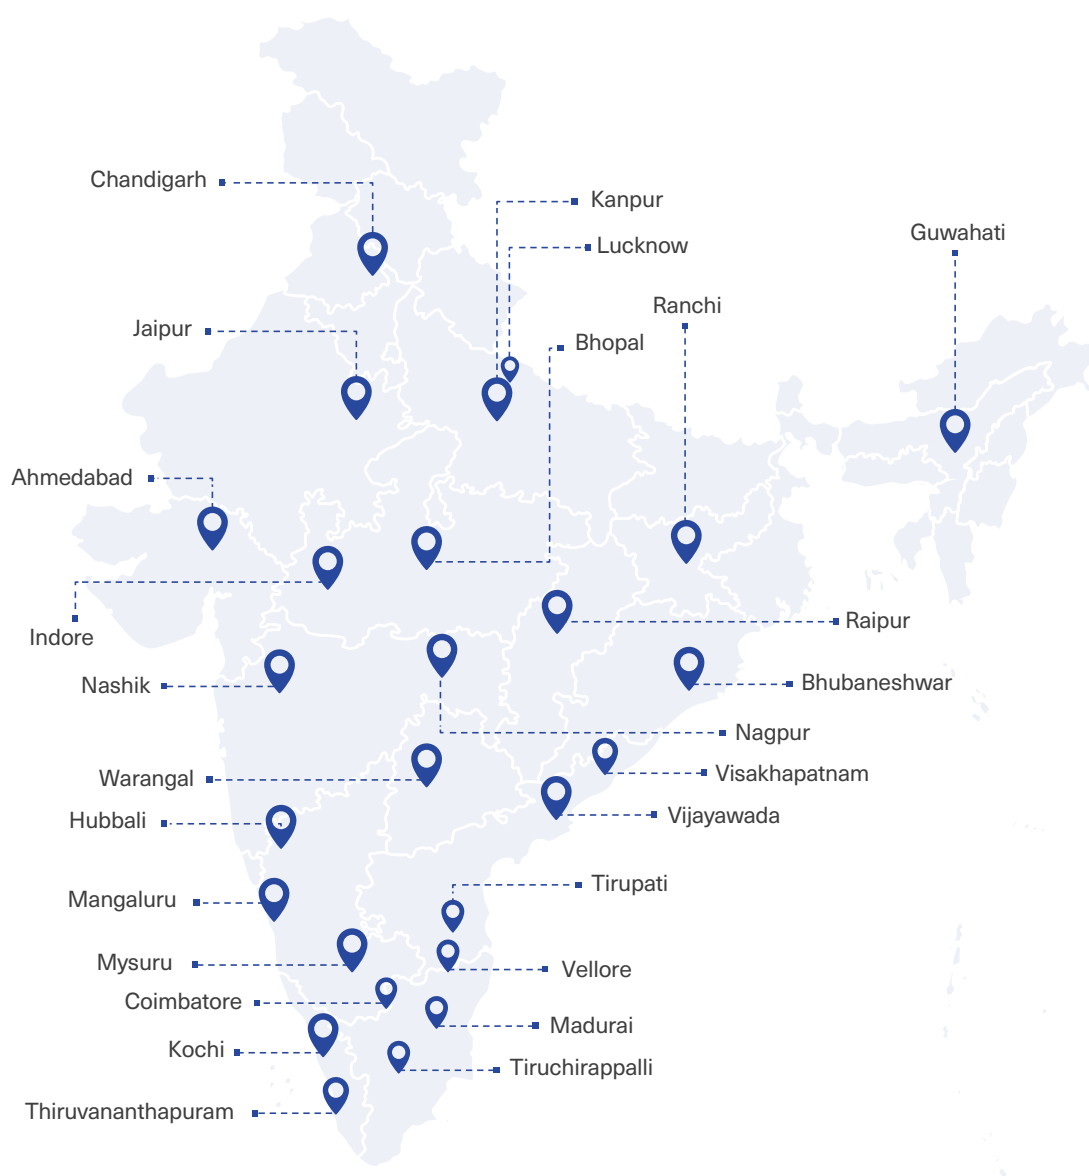 Chandigarh
Kanpur
Guwahati
Lucknow
Ranchi
Jaipur
Bhopal
Ahmedabad
Raipur
Indore
Nashik
Bhubaneshwar
Nagpur
Visakhapatnam
Warangal
Vijayawada
Hubbali
Tirupati
Mangaluru
Mysuru
Vellore
Coimbatore
Madurai
Kochi
Tiruchirappalli
Thiruvananthapuram